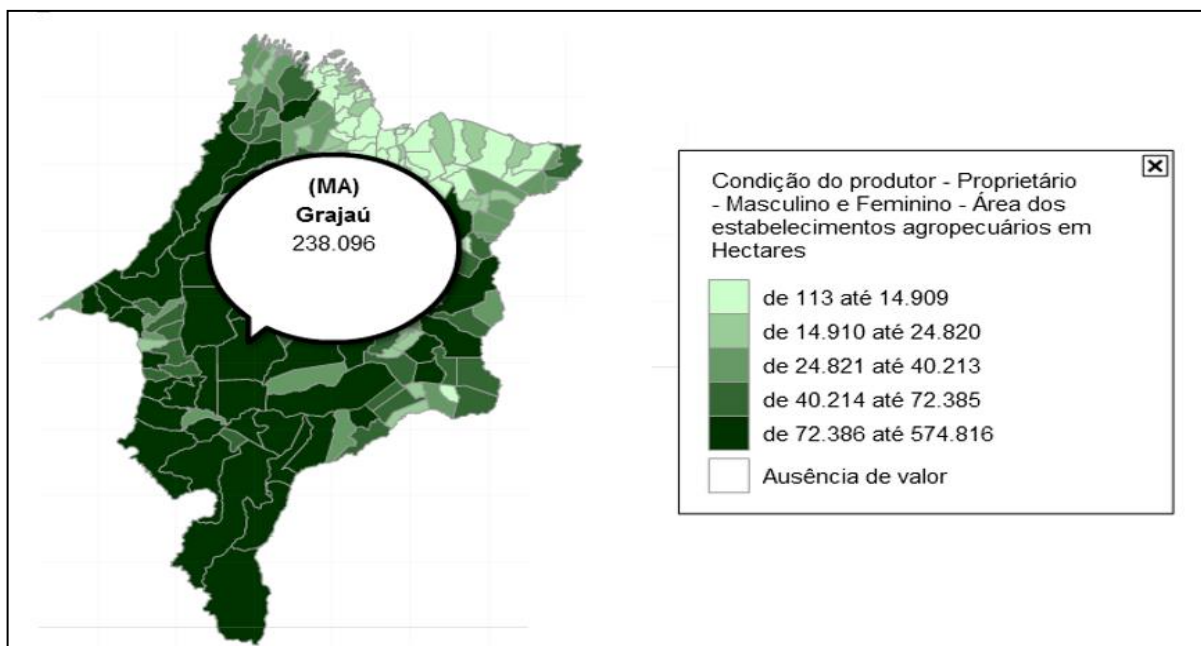 (MA)
Grajaú
238.096
Condição do produtor - Proprietário
- Masculino e Feminino - Área dos
estabelecimentos agropecuários em
Hectares
de 113 até 14.909
de 14.910 até 24.820
de 24.821 até 40.213
de 40.214 até 72.385
de 72.386 até 574.816
Ausência de valor